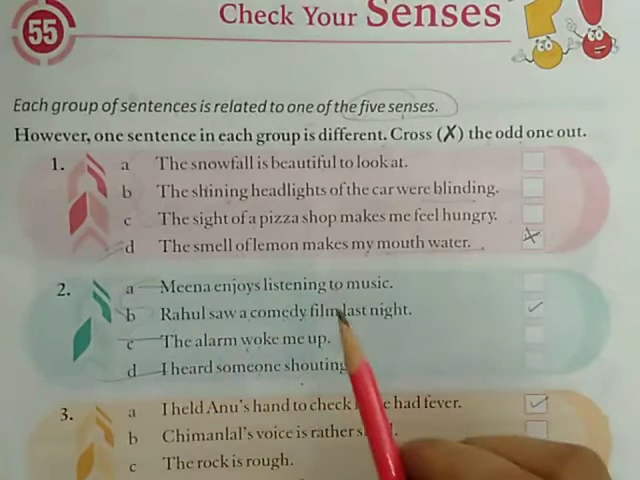 55
Check Your Senses
Each group of sentences is related to one of the five senses.
However, one sentence in each group is different. Cross (✗) the odd one out.
1. a The snowfall is beautiful to look at.
b The shining headlights of the car were blinding.
c The sight of a pizza shop makes me feel hungry.
d The smell of lemon makes my mouth water.
2. a Meena enjoys listening to music.
b Rahul saw a comedy film last night.
c The alarm woke me up.
d I heard someone shouting
3. a I held Anu's hand to check had fever.
b Chimanlal's voice is rather
c The rock is rough.